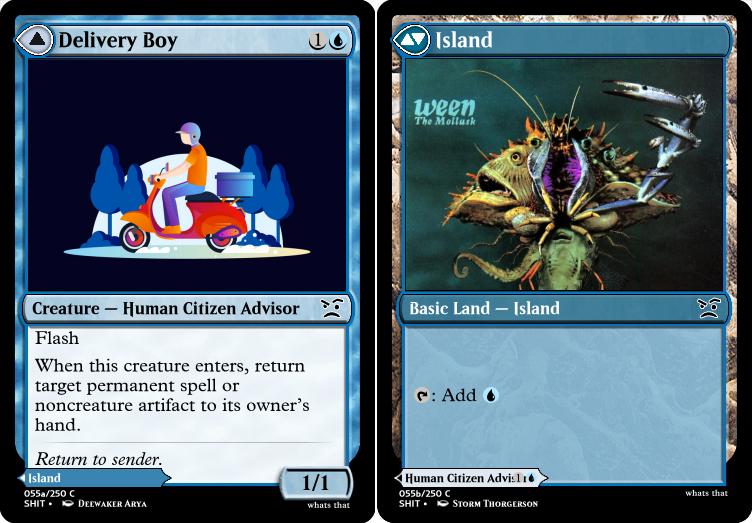 Delivery Boy
1
Creature — Human Citizen Advisor
Flash
When this creature enters, return
target permanent spell or
noncreature artifact to its owner's
hand.
Return to sender.
Island
1/1
055a/250 C
SHIT • Deewaker Arya
whats that
Island
ween
The Mollusk
Basic Land — Island
: Add
Human Citizen Advis
055b/250 C
SHIT • Storm Thorgerson
whats that